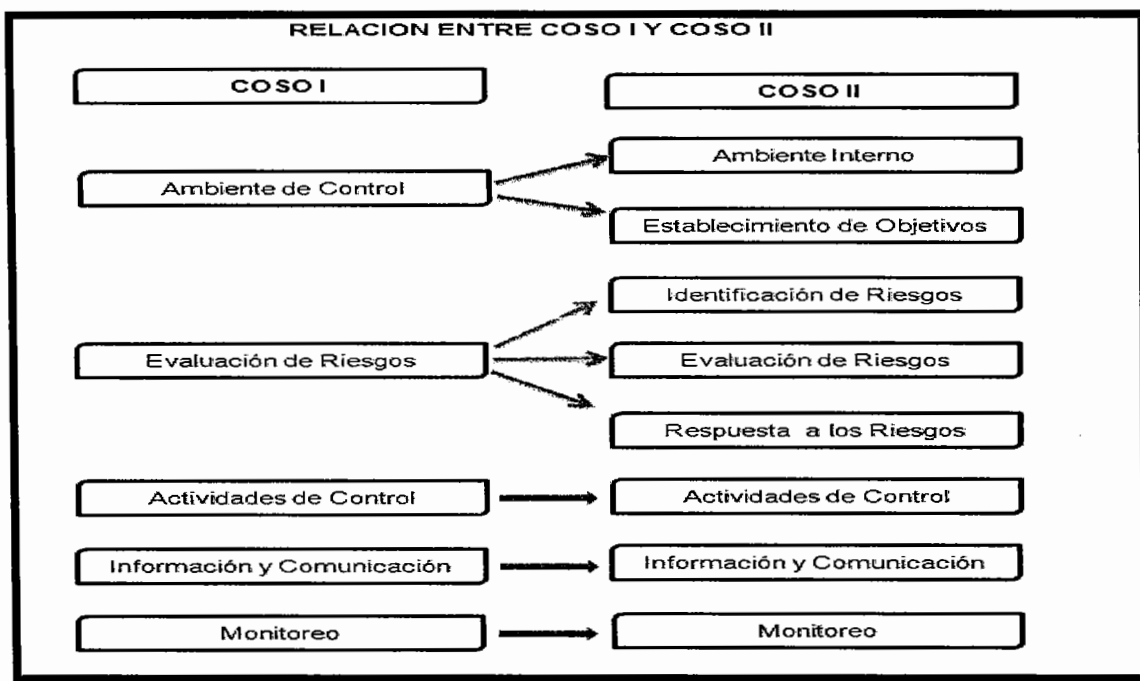 RELACION ENTRE COSO I Y COSO II
COSO I
COSO II
Ambiente de Control
Ambiente Interno
Establecimiento de Objetivos
Evaluación de Riesgos
Identificación de Riesgos
Evaluación de Riesgos
Respuesta a los Riesgos
Actividades de Control
Actividades de Control
Información y Comunicación
Información y Comunicación
Monitoreo
Monitoreo